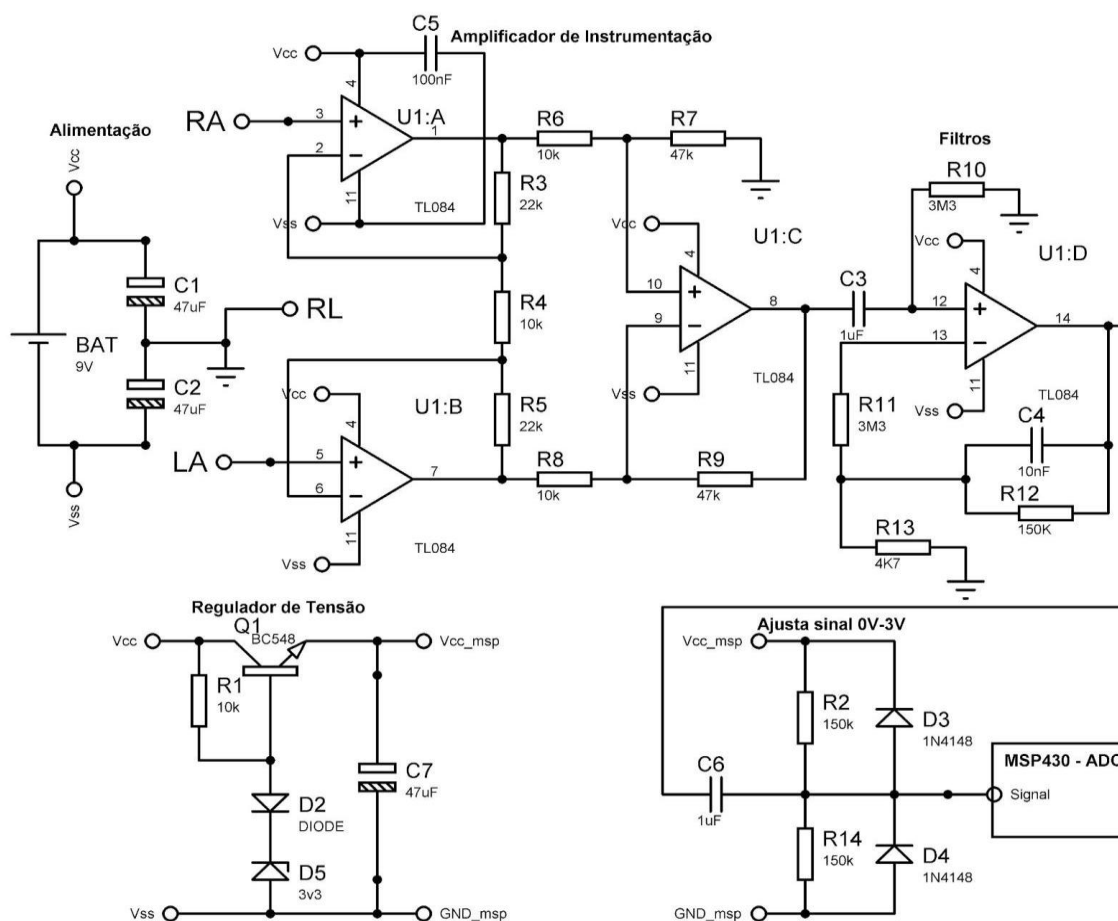 Amplificador de Instrumentação
C5
100nF
Vcc
4
RA
3
2
1
11
U1:A
TL084
Vss
Alimentação
Vcc
C1
47uF
BAT
9V
C2
47uF
Vss
RL
R3
22k
R4
10k
R5
22k
R6
10k
R7
47k
Vcc
4
U1:C
10
9
8
11
Vss
TL084
Vcc
4
U1:B
LA
5
6
7
11
Vss
TL084
R8
10k
R9
47k
Filtros
R10
3M3
Vcc
4
U1:D
C3
1uF
12
13
14
11
Vss
TL084
R11
3M3
C4
10nF
R12
150K
R13
4K7
Regulador de Tensão
Q1
BC548
Vcc
Vcc_msp
R1
10k
C7
47uF
D2
DIODE
D5
3v3
Vss
GND_msp
Ajusta sinal 0V-3V
Vcc_msp
R2
150k
D3
1N4148
C6
1uF
MSP430 - ADC
Signal
R14
150k
D4
1N4148
GND_msp